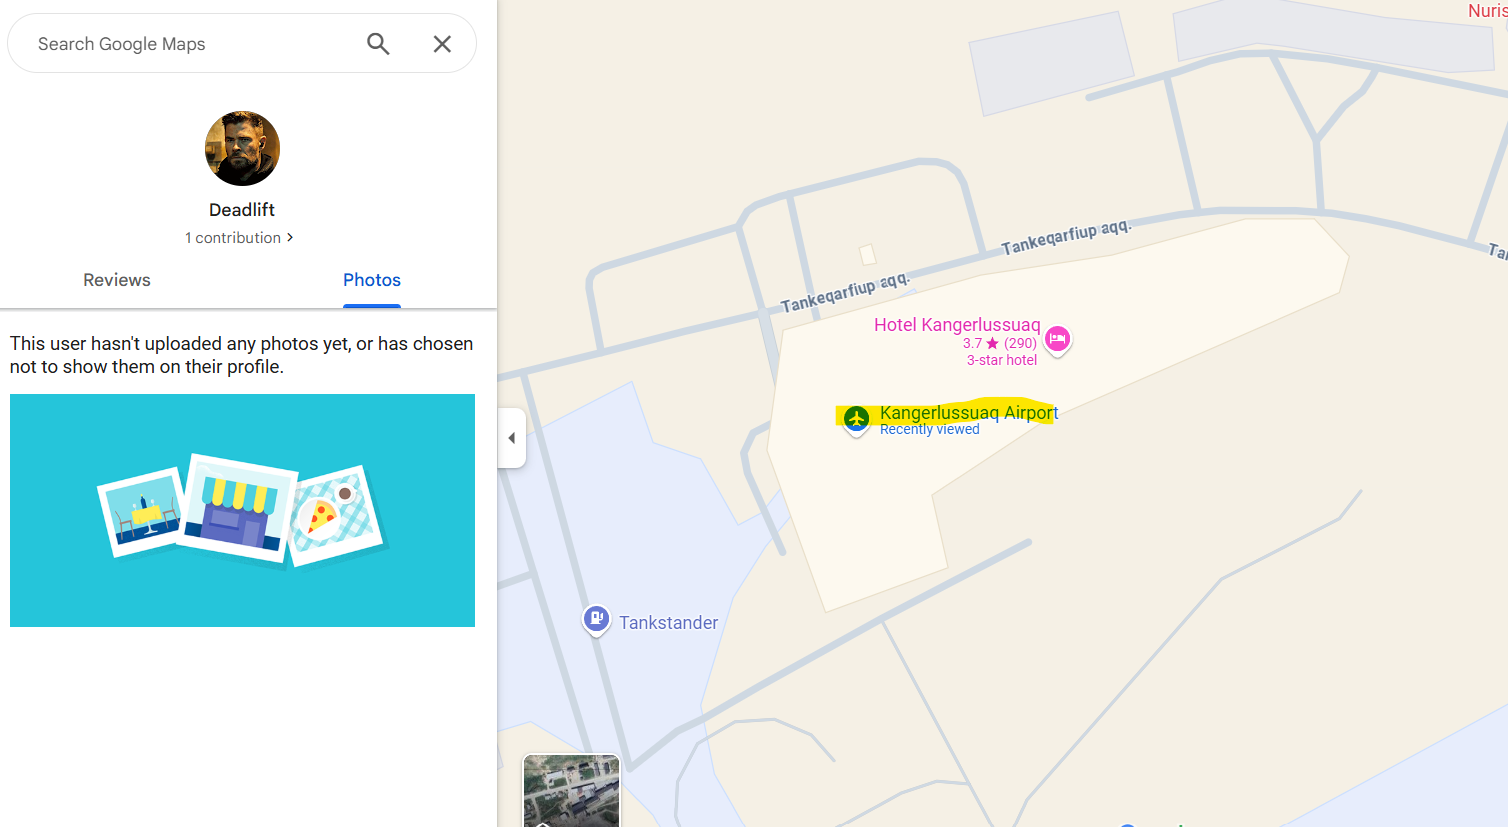 Search Google Maps
Deadlift
1 contribution
Reviews
Photos
This user hasn't uploaded any photos yet, or has chosen
not to show them on their profile.
Nuris
Tankeqarfiup aqq.
Tankeqarfiup aqq.
Ta
Hotel Kangerlussuaq
3.7 ★ (290)
3-star hotel
Kangerlussuaq Airport
Recently viewed
Tankstander